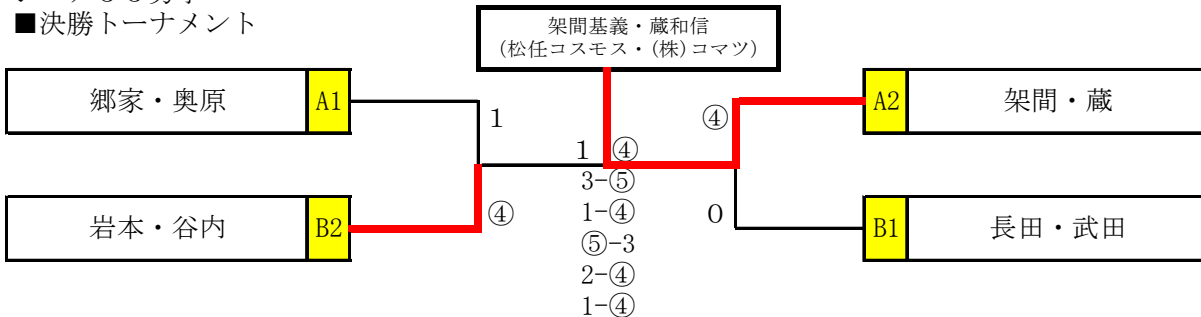 ■決勝トーナメント
架間基義・蔵和信
(松任コスモス・(株)コマツ)
郷家・奥原 A1
A2 架間・蔵
1
④
1 ④
3-⑤
1-④
⑤-3
2-④
1-④
岩本・谷内 B2
④
0
B1 長田・武田